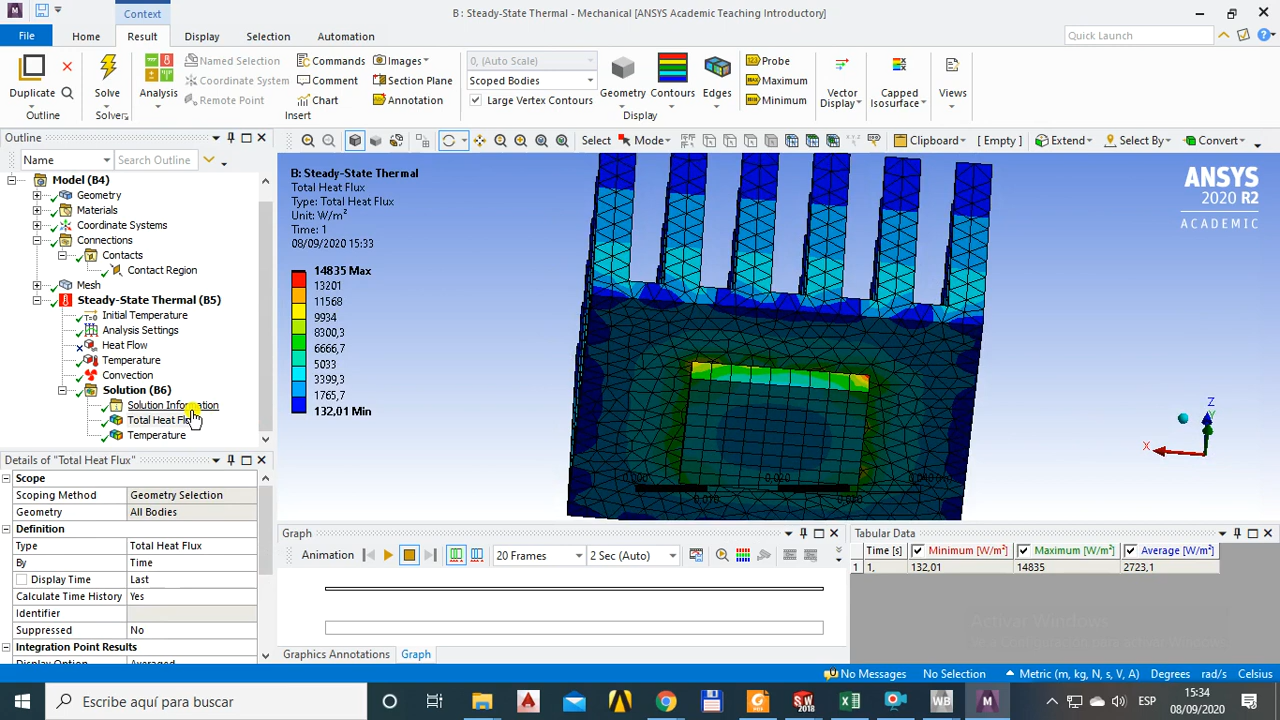 Context
B : Steady-State Thermal - Mechanical [ANSYS Academic Teaching Introductory]
File
Home
Result
Display
Selection
Automation
Quick Launch
Duplicate
Outline
Solve
Solver
Analysis
Named Selection
Coordinate System
Remote Point
Commands
Comment
Chart
Images
Section Plane
Annotation
Insert
0, (Auto Scale)
Scoped Bodies
Large Vertex Contours
Geometry
Contours
Edges
Probe
Maximum
Minimum
Display
Vector Display
Capped Isosurface
Views
Outline
Name
Search Outline
Select
Mode
Clipboard
[ Empty ]
Extend
Select By
Convert
Model (B4)
Geometry
Materials
Coordinate Systems
Connections
Contacts
Contact Region
Mesh
Steady-State Thermal (B5)
Initial Temperature
Analysis Settings
Heat Flow
Temperature
Convection
Solution (B6)
Solution Information
Total Heat
Temperature
B: Steady-State Thermal
Total Heat Flux
Type: Total Heat Flux
Unit: W/m²
Time: 1
08/09/2020 15:33
14835 Max
13201
11568
9934
8300,3
6666,7
5033
3399,3
1765,7
132,01 Min
ANSYS
2020 R2
ACADEMIC
Z
Y
X
0.000
0.020
0.010
Details of "Total Heat Flux"
Scope
Scoping Method Geometry Selection
Geometry All Bodies
Definition
Type Total Heat Flux
By Time
Display Time Last
Calculate Time History Yes
Identifier
Suppressed No
Integration Point Results
Display Option Averaged
Graph
Animation
20 Frames
2 Sec (Auto)
Graphics Annotations
Graph
Tabular Data
Time [s] Minimum [W/m²] Maximum [W/m²] Average [W/m²]
1 1, 132,01 14835 2723,1
Activar Windows
No Messages
No Selection
Metric (m, kg, N, s, V, A)
Degrees
rad/s
Celsius
Escribe aquí para buscar
ESP
15:34
08/09/2020